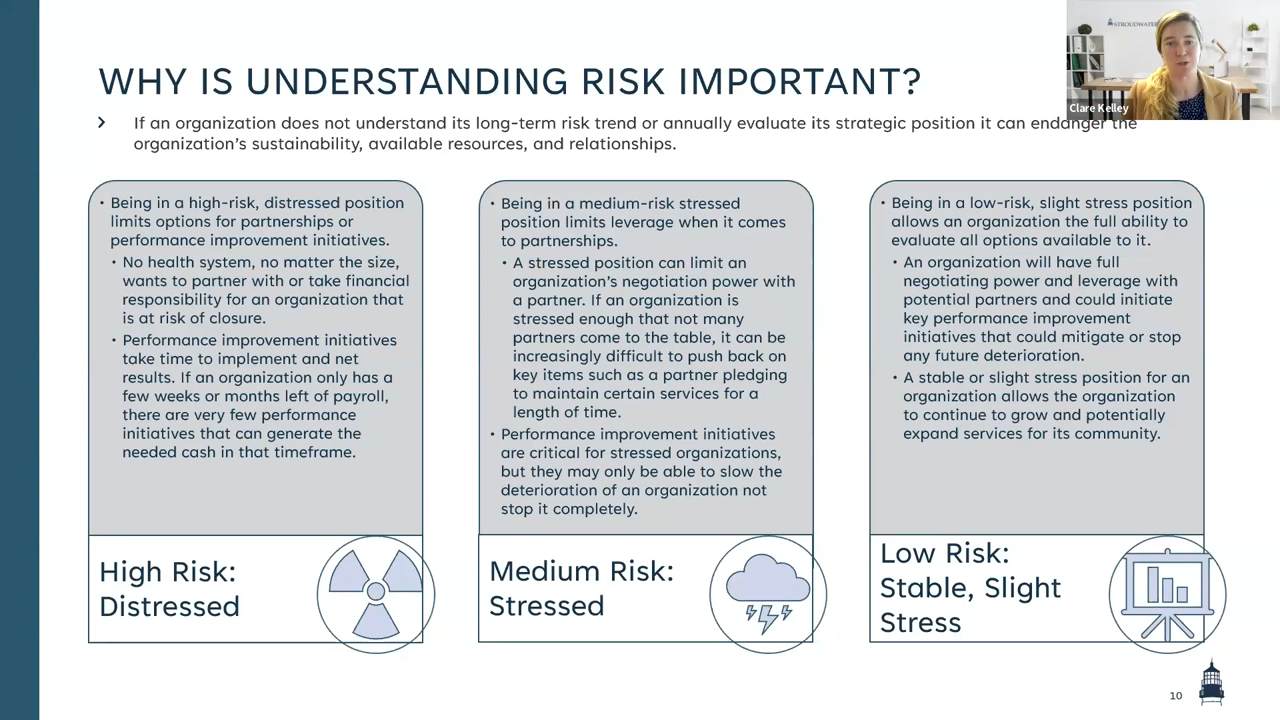 STROUDWATER
Clare Kelley
WHY IS UNDERSTANDING RISK IMPORTANT?
If an organization does not understand its long-term risk trend or annually evaluate its strategic position it can endanger the
organization's sustainability, available resources, and relationships.
• Being in a high-risk, distressed position
limits options for partnerships or
performance improvement initiatives.
• No health system, no matter the size,
wants to partner with or take financial
responsibility for an organization that
is at risk of closure.
• Performance improvement initiatives
take time to implement and net
results. If an organization only has a
few weeks or months left of payroll,
there are very few performance
initiatives that can generate the
needed cash in that timeframe.
High Risk:
Distressed
• Being in a medium-risk stressed
position limits leverage when it comes
to partnerships.
• A stressed position can limit an
organization's negotiation power with
a partner. If an organization is
stressed enough that not many
partners come to the table, it can be
increasingly difficult to push back on
key items such as a partner pledging
to maintain certain services for a
length of time.
• Performance improvement initiatives
are critical for stressed organizations,
but they may only be able to slow the
deterioration of an organization not
stop it completely.
Medium Risk:
Stressed
• Being in a low-risk, slight stress position
allows an organization the full ability to
evaluate all options available to it.
• An organization will have full
negotiating power and leverage with
potential partners and could initiate
key performance improvement
initiatives that could mitigate or stop
any future deterioration.
• A stable or slight stress position for an
organization allows the organization
to continue to grow and potentially
expand services for its community.
Low Risk:
Stable, Slight
Stress
10